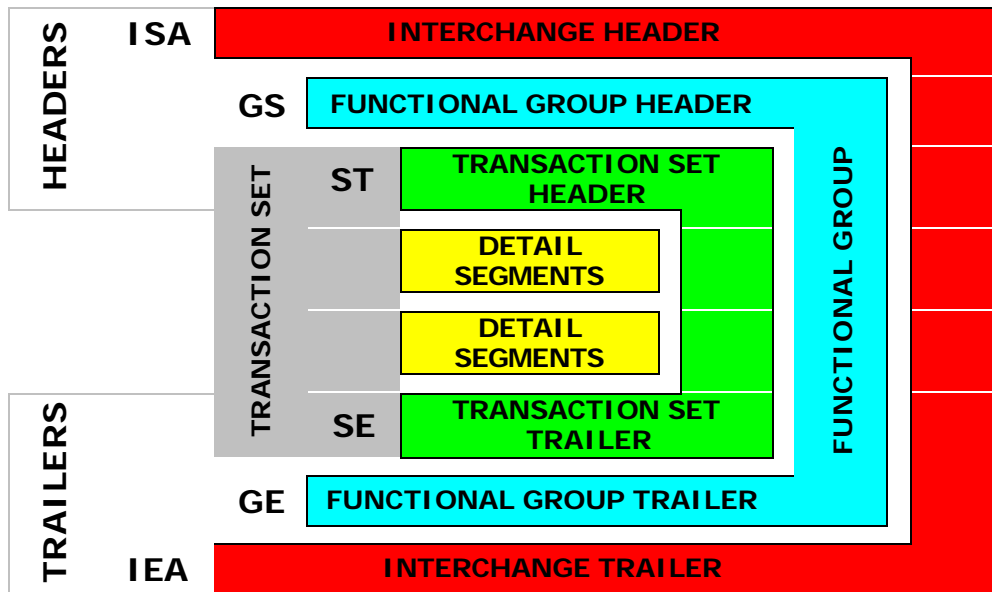 HEADERS
ISA
INTERCHANGE HEADER
GS
FUNCTIONAL GROUP HEADER
TRANSACTION SET
ST
TRANSACTION SET
HEADER
FUNCTIONAL GROUP
DETAIL
SEGMENTS
DETAIL
SEGMENTS
TRAILERS
SE
TRANSACTION SET
TRAILER
GE
FUNCTIONAL GROUP TRAILER
IEA
INTERCHANGE TRAILER